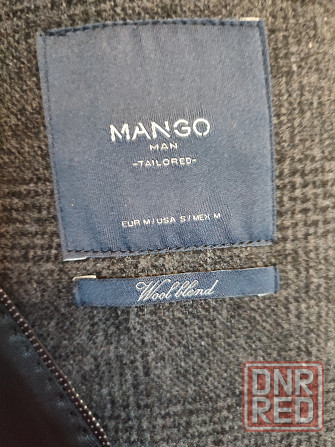 MANGO
MAN
-TAILORED-
EUR M / USA S / MEX M
Wool blend
DNR
RED